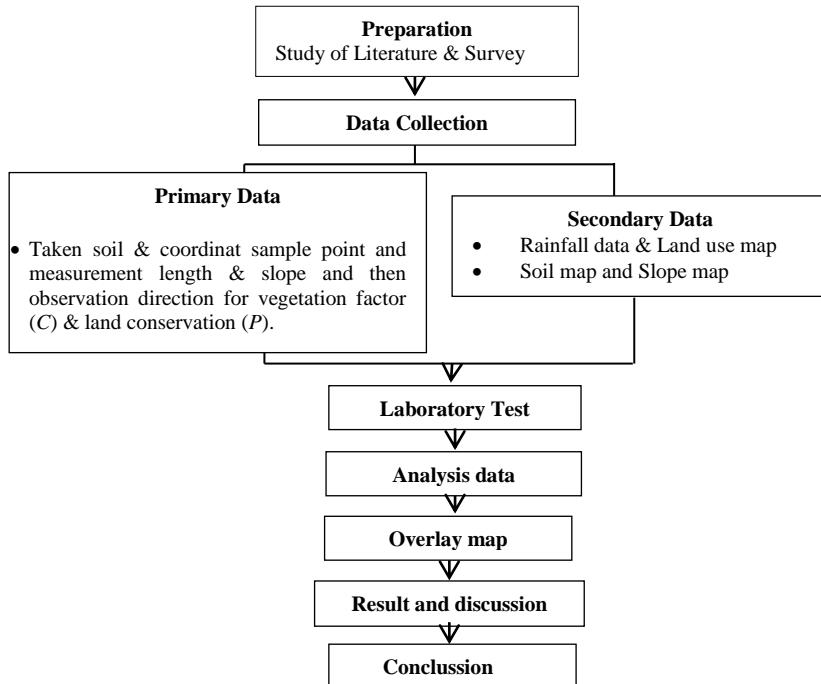 Preparation
Study of Literature & Survey
Data Collection
Primary Data
• Taken soil & coordinat sample point and
measurement length & slope and then
observation direction for vegetation factor
(C) & land conservation (P).
Secondary Data
• Rainfall data & Land use map
• Soil map and Slope map
Laboratory Test
Analysis data
Overlay map
Result and discussion
Conclussion